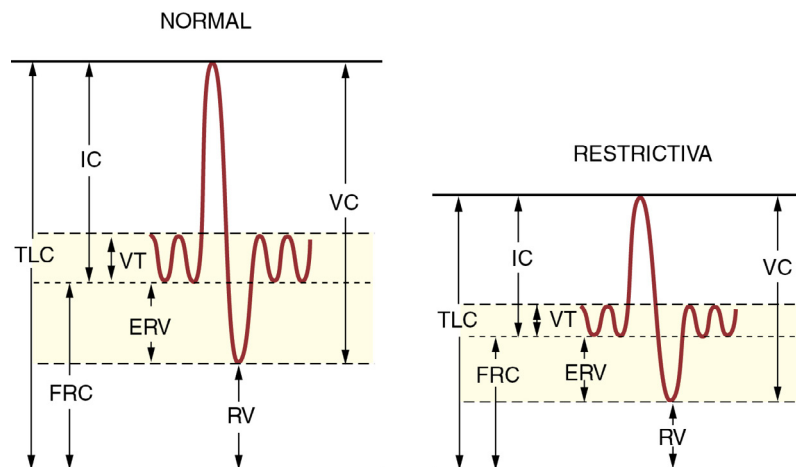 NORMAL
IC
VC
TLC
VT
ERV
FRC
RV
RESTRICTIVA
IC
VC
TLC
VT
ERV
FRC
RV